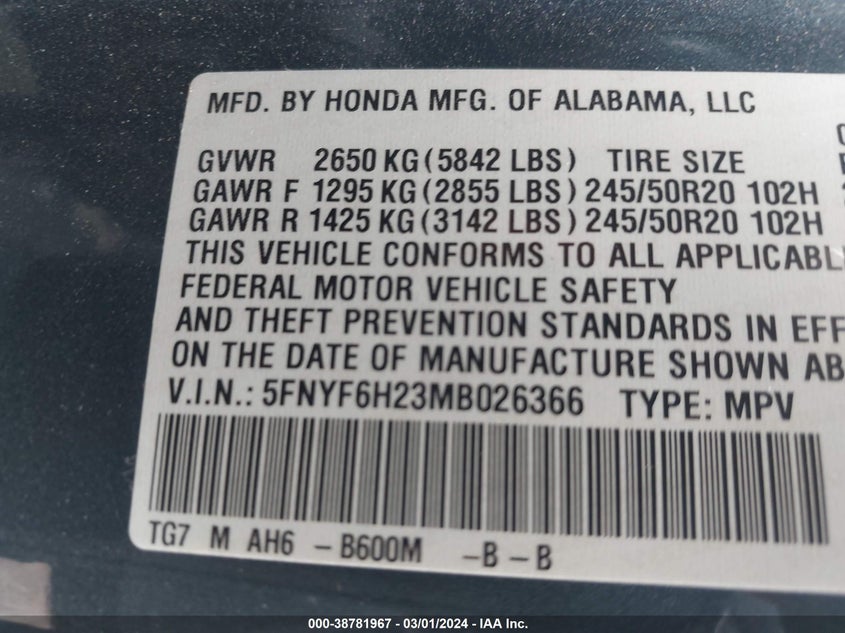 MFD. BY HONDA MFG. OF ALABAMA, LLC
GVWR 2650 KG (5842 LBS) TIRE SIZE
GAWR F 1295 KG (2855 LBS) 245/50R20 102H
GAWR R 1425 KG (3142 LBS) 245/50R20 102H
THIS VEHICLE CONFORMS TO ALL
FEDERAL MOTOR VEHICLE SAFETY
AND THEFT PREVENTION STANDARDS IN
ON THE DATE OF MANUFACTURE SHOWN
V.I.N.: 5FNYF6H23MB026366 TYPE: MPV
TG7 M AH6 -B600M -B-B
000-38781967 - 03/01/2024 - IAA Inc.